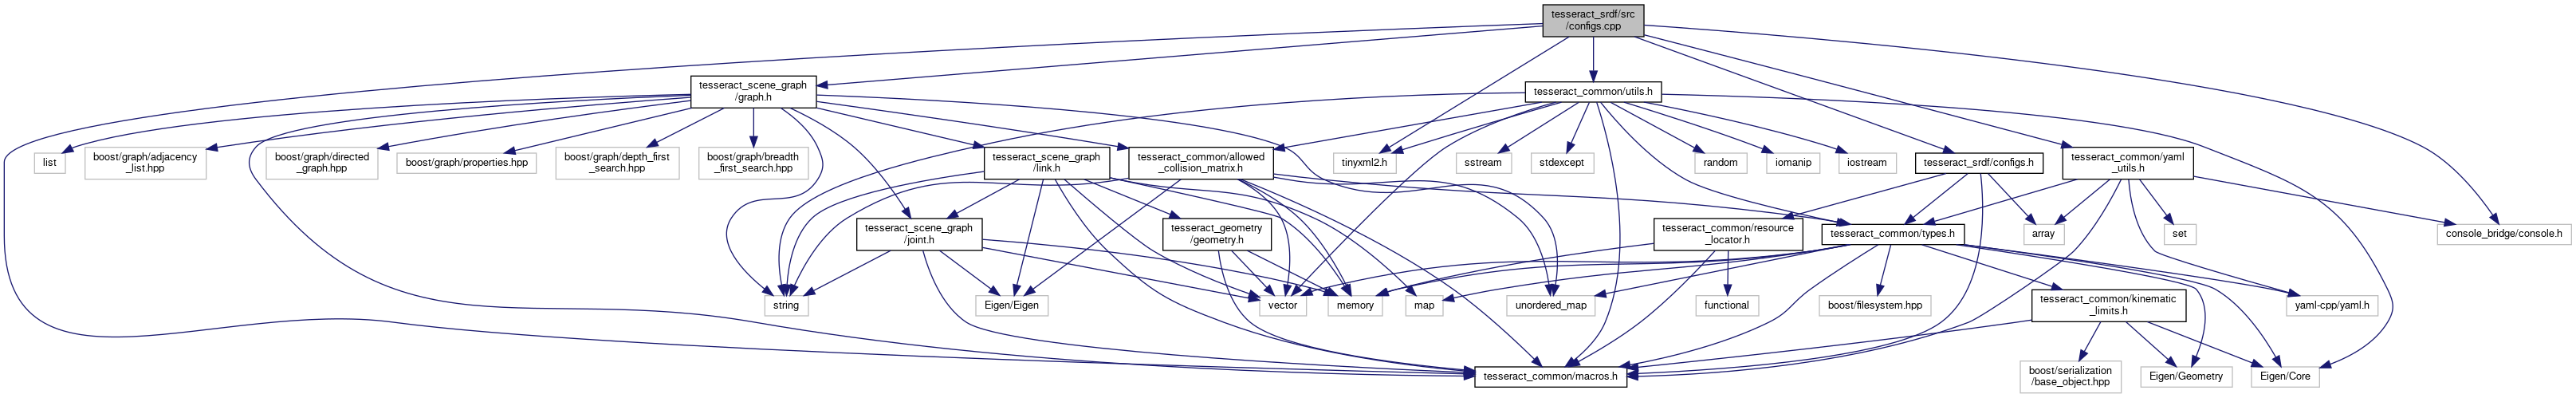 tesseract_srdf/src
/configs.cpp
tesseract_scene_graph
/graph.h
tesseract_common/utils.h
list
boost/graph/adjacency
_list.hpp
boost/graph/directed
_graph.hpp
boost/graph/properties.hpp
boost/graph/depth_first
_search.hpp
boost/graph/breadth
_first_search.hpp
tesseract_scene_graph
/link.h
tesseract_common/allowed
_collision_matrix.h
tinyxml2.h
sstream
stdexcept
random
iomanip
iostream
tesseract_srdf/configs.h
tesseract_common/yaml
_utils.h
tesseract_scene_graph
/joint.h
tesseract_geometry
/geometry.h
tesseract_common/resource
_locator.h
tesseract_common/types.h
array
set
console_bridge/console.h
string
Eigen/Eigen
vector
memory
map
unordered_map
functional
boost/filesystem.hpp
tesseract_common/kinematic
_limits.h
yaml-cpp/yaml.h
tesseract_common/macros.h
boost/serialization
/base_object.hpp
Eigen/Geometry
Eigen/Core